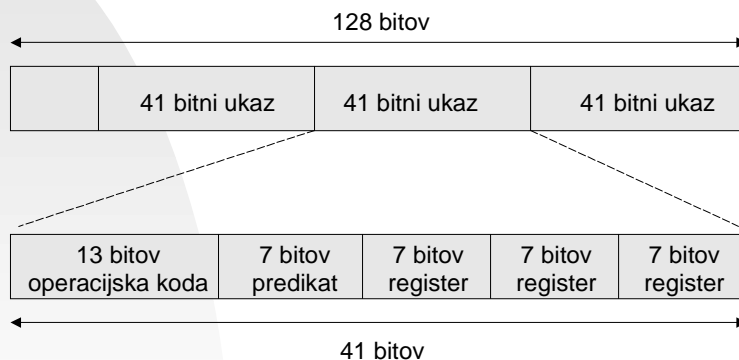 128 bitov
41 bitni ukaz 41 bitni ukaz 41 bitni ukaz
13 bitov 7 bitov 7 bitov 7 bitov 7 bitov
operacijska koda predikat register register register
41 bitov